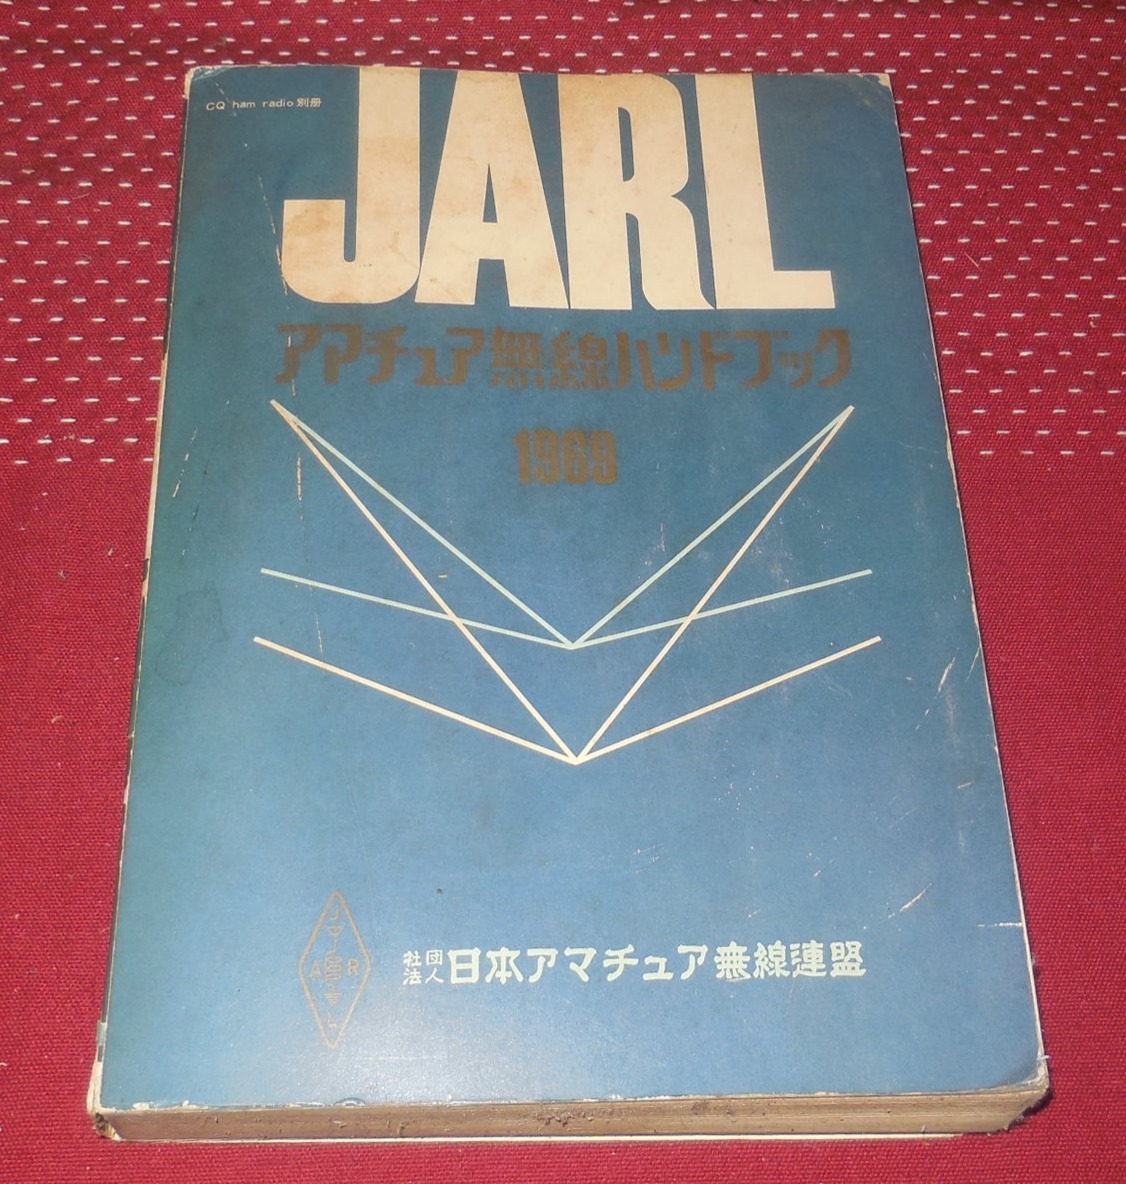 CQ ham radio 別册
JARL
アマチュア無線ハンドブック
1969
J
A R
L
社団法人 日本アマチュア無線連盟